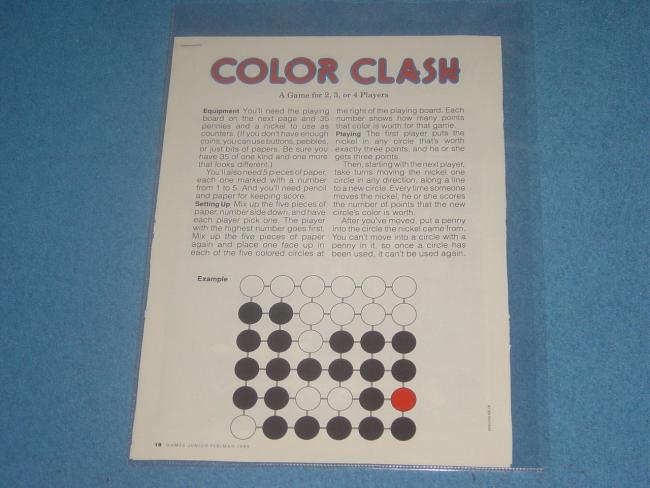 COLOR CLASH
A Game for 2, 3, or 4 Players
Equipment You'll need the playing
board on the next page and 35
pennies and a nickel to use as
counters. (If you don't have enough
coins, you can use buttons, pebbles,
or just bits of papers. Be sure you
have 35 of one kind and one more
that looks different.)
You'll also need 5 pieces of paper,
each one marked with a number
from 1 to 5. And you'll need pencil
and paper for keeping score.
Setting Up Mix up the five pieces of
paper, number side down, and have
each player pick one. The player
with the highest number goes first.
Mix up the five pieces of paper
again and place one face up in
each of the five colored circles at
the right of the playing board. Each
number shows how many points
that color is worth for that game.
Playing The first player puts the
nickel in any circle that's worth
exactly three points, and he or she
gets three points.
Then, starting with the next player,
take turns moving the nickel one
circle in any direction, along a line
to a new circle. Every time someone
moves the nickel, he or she scores
the number of points that the new
circle's color is worth.
After you've moved, put a penny
into the circle the nickel came from.
You can't move into a circle with a
penny in it, so once a circle has
been used, it can't be used again.
Example
18 GAMES JUNIOR FEB/MAR 1989